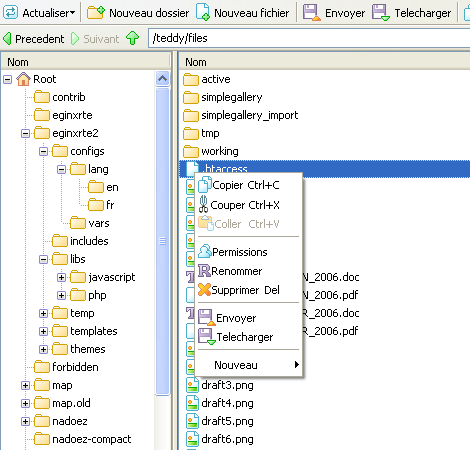 Actualiser Nouveau dossier Nouveau fichier Envoyer Telecharger
Precedent Suivant /teddy/files
Nom
Root
contrib
eginxrte
eginxrte2
configs
lang
en
fr
vars
includes
libs
javascript
php
temp
templates
themes
forbidden
map
map.old
nadoez
nadoez-compact
Nom
active
simplegallery
simplegallery_import
tmp
working
.htaccess
Copier Ctrl+C
Couper Ctrl+X
Coller Ctrl+V
Permissions
Renommer
Supprimer Del
Envoyer
Telecharger
Nouveau
N_2006.doc
N_2006.pdf
R_2006.doc
R_2006.pdf
draft3.png
draft4.png
draft5.png
draft6.png